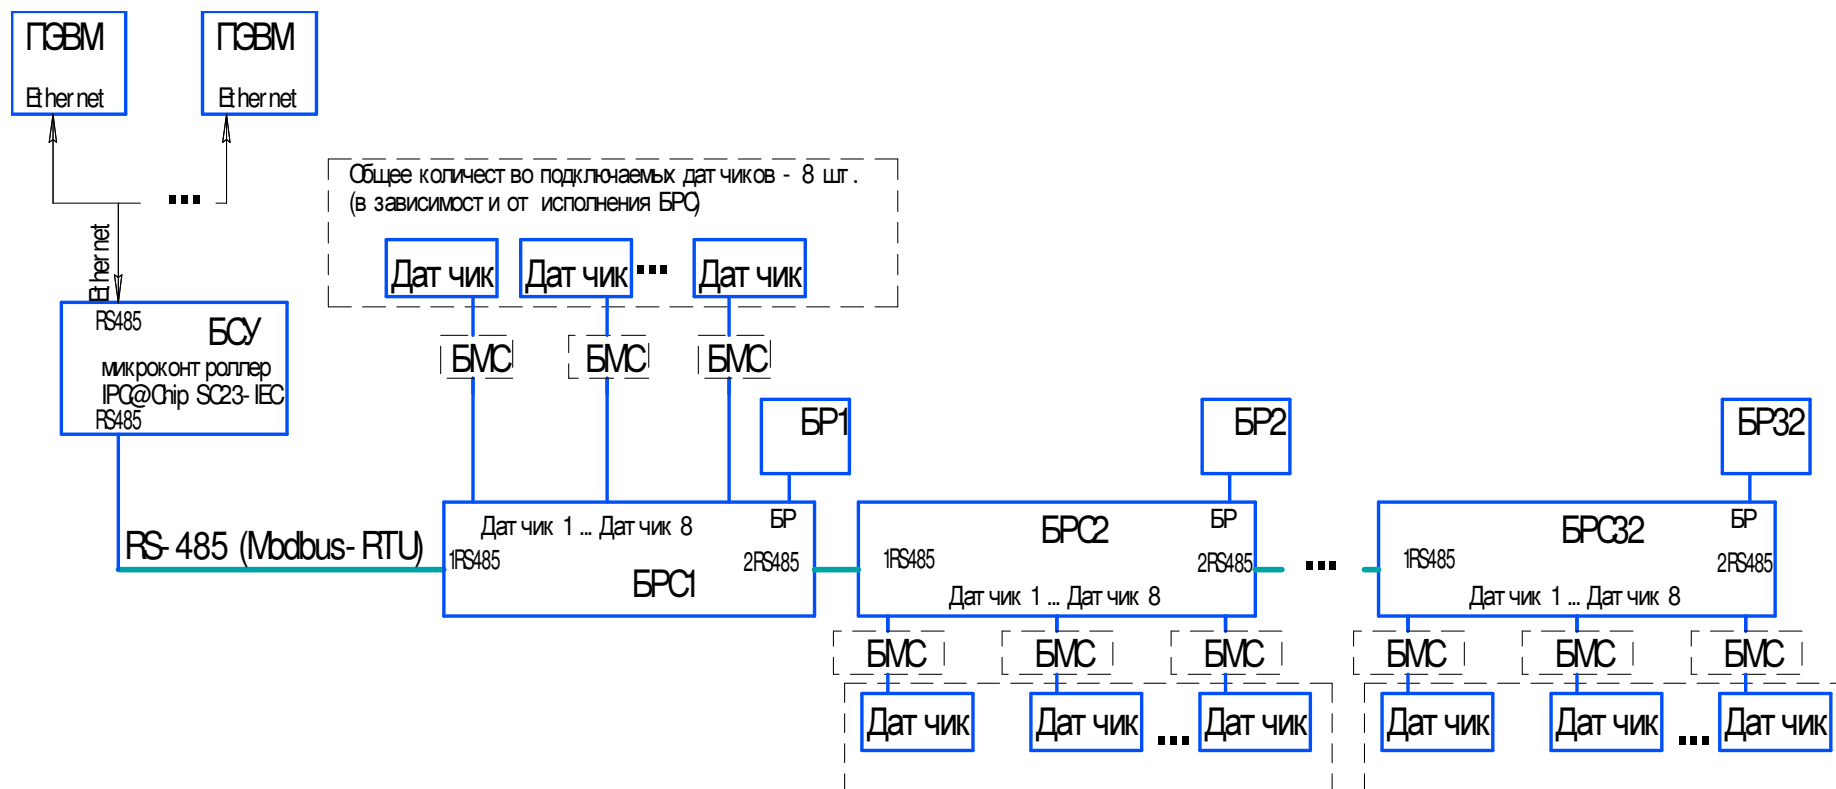 ПЭВМ
ПЭВМ
Ethernet
Ethernet
Общее количество подключаемых датчиков - 8 шт.
(в зависимости от исполнения БРС)
Ethernet
Датчик
Датчик
...
Датчик
RS485
БСУ
микроконтроллер
IPC@Chip SC23-IEC
RS485
БМС
БМС
БМС
БР1
БР2
БР32
RS-485 (Modbus-RTU)
Датчик 1 ... Датчик 8
БР
1RS485
2RS485
БРС1
БРС2
БР
1RS485
2RS485
Датчик 1 ... Датчик 8
...
БРС32
БР
1RS485
2RS485
Датчик 1 ... Датчик 8
БМС
БМС
БМС
БМС
БМС
БМС
Датчик
Датчик
...
Датчик
Датчик
Датчик
...
Датчик